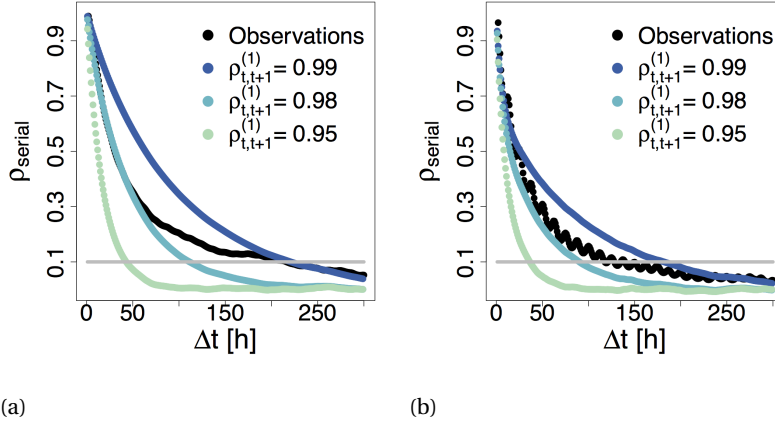 Observations
ρ(1)t,t+1 = 0.99
ρ(1)t,t+1 = 0.98
ρ(1)t,t+1 = 0.95
ρserial
0.9
0.7
0.5
0.3
0.1
0 50 150 250
Δt [h]
(a)
Observations
ρ(1)t,t+1 = 0.99
ρ(1)t,t+1 = 0.98
ρ(1)t,t+1 = 0.95
ρserial
0.9
0.7
0.5
0.3
0.1
0 50 150 250
Δt [h]
(b)